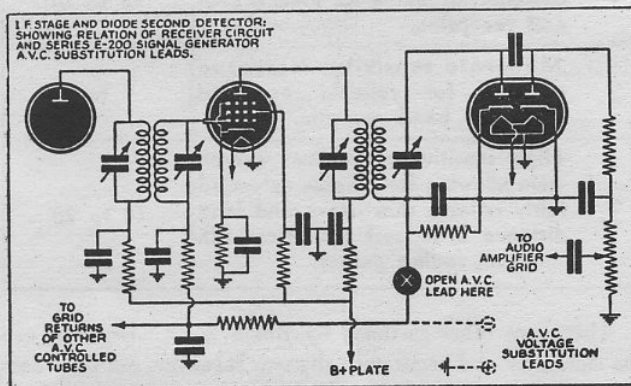 I F. STAGE AND DIODE SECOND DETECTOR:
SHOWING RELATION OF RECEIVER CIRCUIT
AND SERIES E-200 SIGNAL GENERATOR
A.V.C. SUBSTITUTION LEADS.
TO
AUDIO
AMPLIFIER
GRID
OPEN A.V.C.
LEAD HERE
TO
GRID
RETURNS
OF OTHER
A.V.C.
CONTROLLED
TUBES
B+PLATE
A.V.C.
VOLTAGE
SUBSTITUTION
LEADS